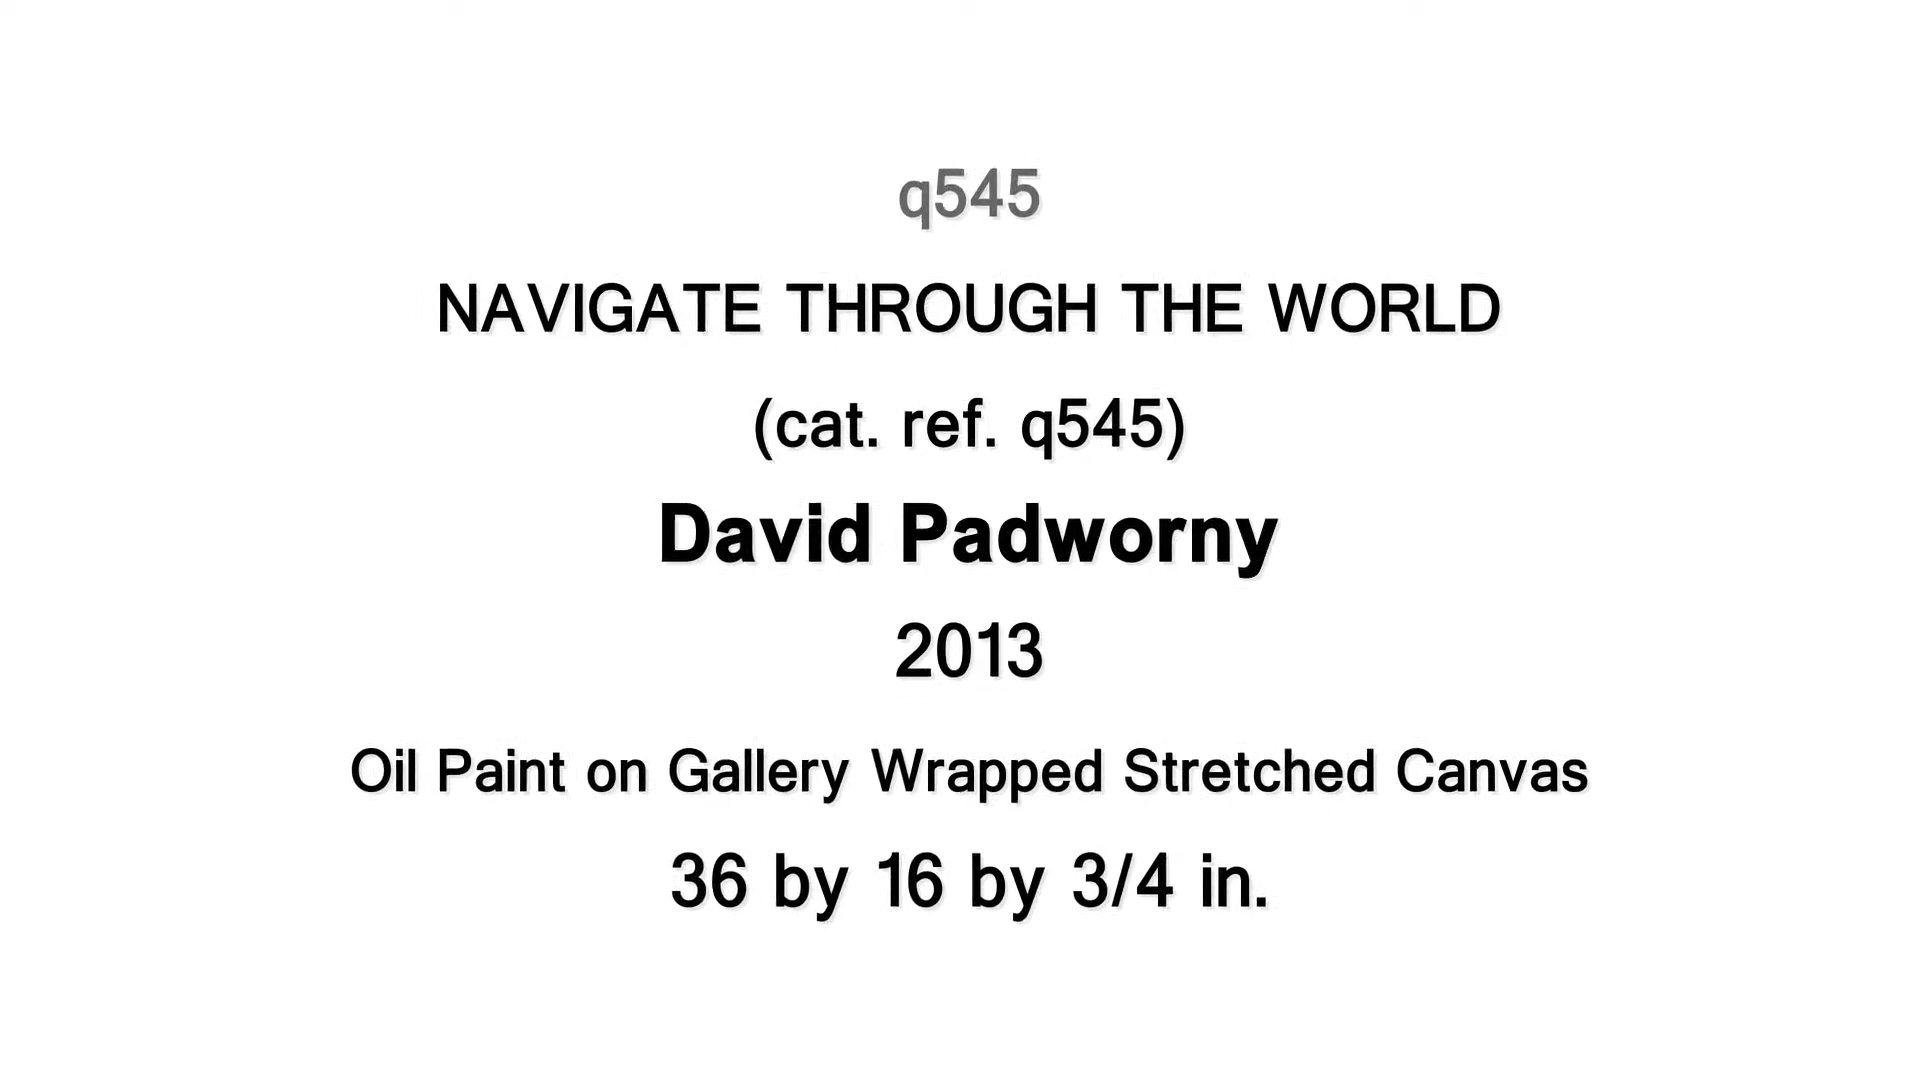 q545
NAVIGATE THROUGH THE WORLD
(cat. ref. q545)
David Padworny
2013
Oil Paint on Gallery Wrapped Stretched Canvas
36 by 16 by 3/4 in.